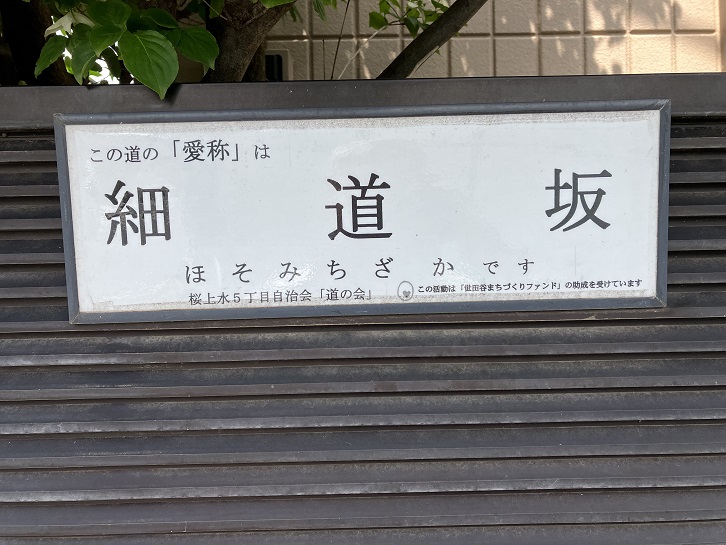 この道の「愛称」は
細道坂
ほそみちざかです
桜上水5丁目自治会「道の会」
この活動は「世田谷まちづくりファンド」の助成を受けています